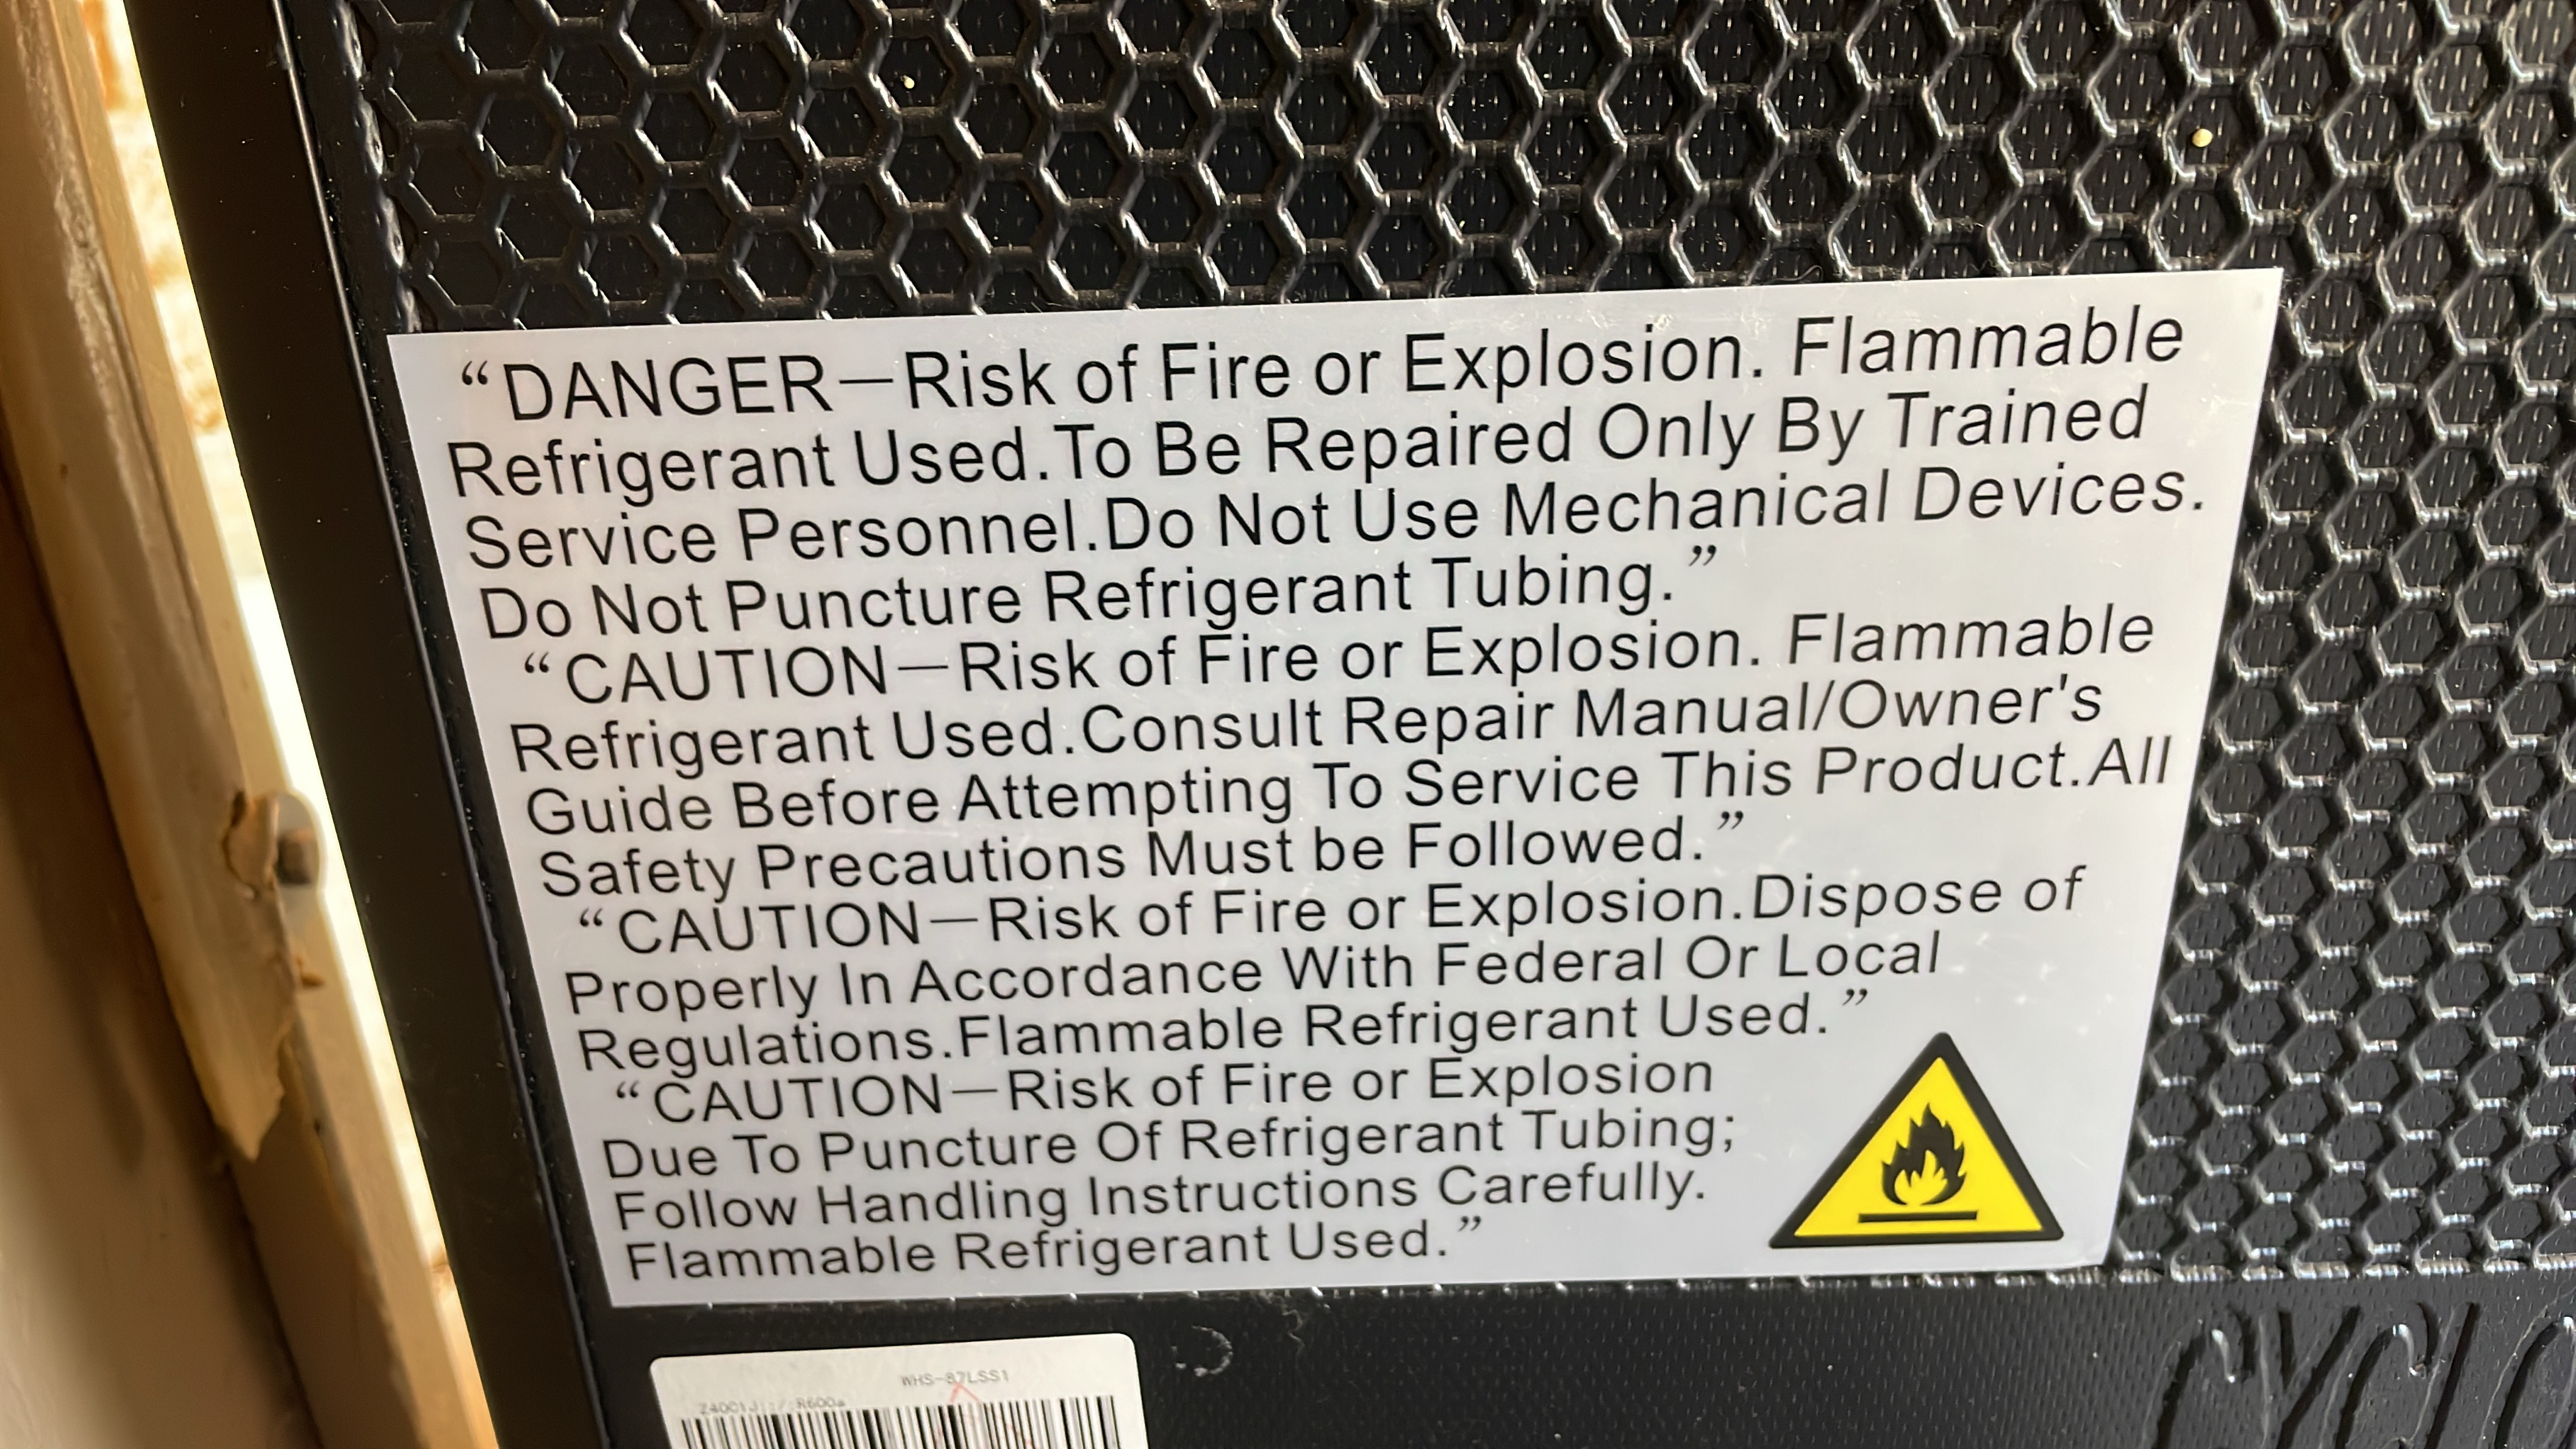 “DANGER—Risk of Fire or Explosion. Flammable
Refrigerant Used.To Be Repaired Only By Trained
Service Personnel.Do Not Use Mechanical Devices.
Do Not Puncture Refrigerant Tubing.”
“CAUTION—Risk of Fire or Explosion. Flammable
Refrigerant Used.Consult Repair Manual/Owner's
Guide Before Attempting To Service This Product.All
Safety Precautions Must be Followed.”
“CAUTION—Risk of Fire or Explosion.Dispose of
Properly In Accordance With Federal Or Local
Regulations.Flammable Refrigerant Used.”
“CAUTION—Risk of Fire or Explosion
Due To Puncture Of Refrigerant Tubing;
Follow Handling Instructions Carefully.
Flammable Refrigerant Used.”
WHS-87LSS1
R600a